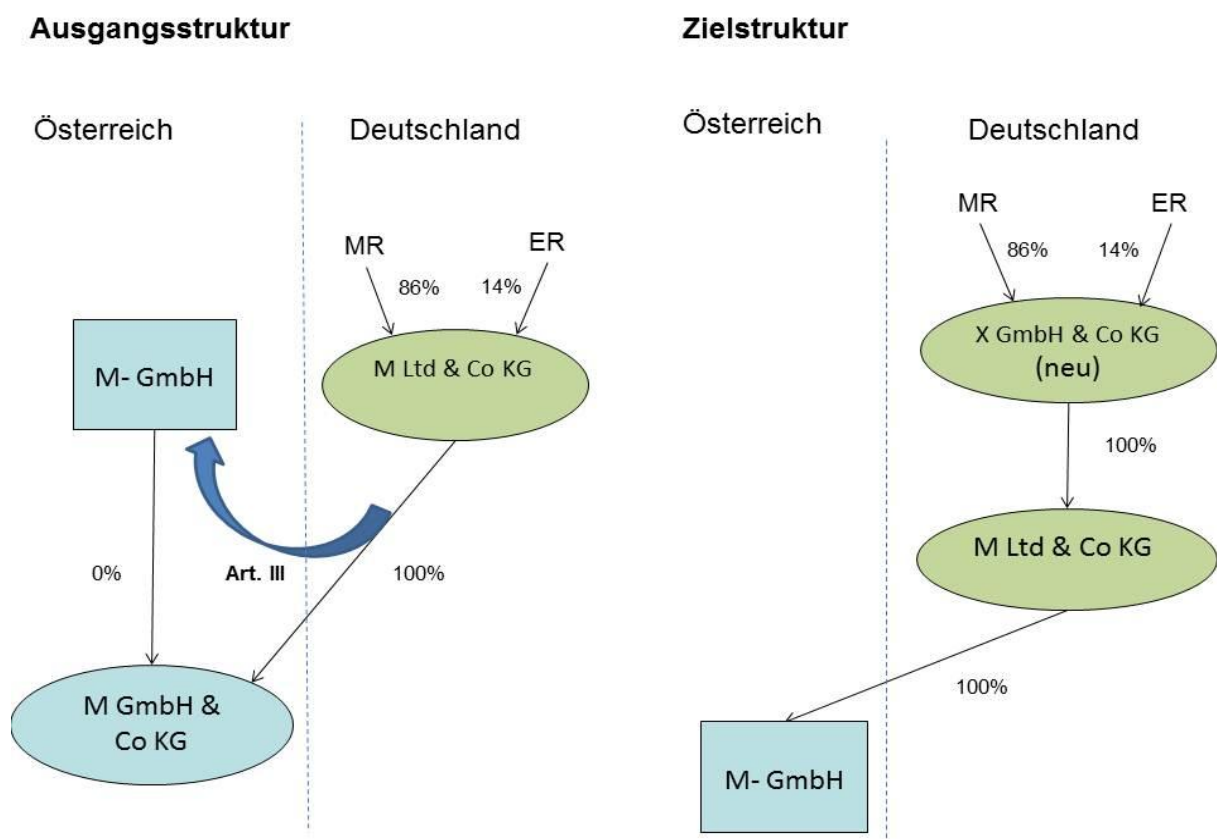 Ausgangsstruktur
Österreich
Deutschland
MR
ER
86%
14%
M- GmbH
M Ltd & Co KG
0%
Art. III
100%
M GmbH &
Co KG
Zielstruktur
Österreich
Deutschland
MR
ER
86%
14%
X GmbH & Co KG
(neu)
100%
M Ltd & Co KG
100%
M- GmbH